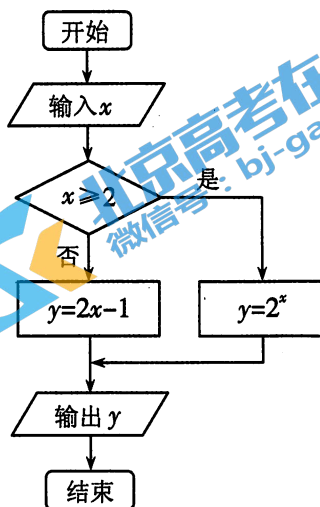 开始
输入x
x≥2
是
否
y=2x-1
y=2ˣ
输出y
结束
北京高考在
微信号：bj-ga